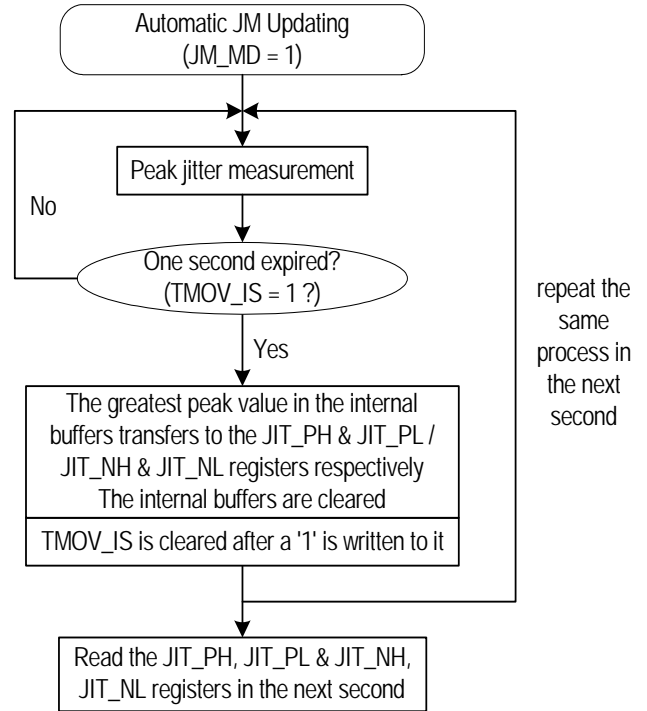 Automatic JM Updating
(JM_MD = 1)
Peak jitter measurement
No
One second expired?
(TMOV_IS = 1 ?)
repeat the
same
process in
the next
second
Yes
The greatest peak value in the internal
buffers transfers to the JIT_PH & JIT_PL /
JIT_NH & JIT_NL registers respectively
The internal buffers are cleared
TMOV_IS is cleared after a '1' is written to it
Read the JIT_PH, JIT_PL & JIT_NH,
JIT_NL registers in the next second